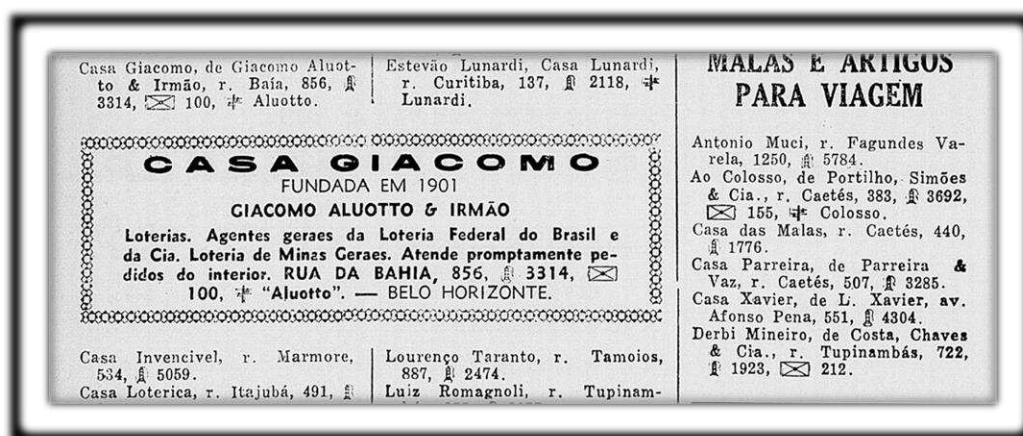 Casa Giacomo, de Giacomo Aluot-
to & Irmão, r. Baía, 856,
3314, 100, Aluotto.
Estevão Lunardi, Casa Lunardi,
r. Curitiba, 137, 2118,
Lunardi.
CASA GIACOMO
FUNDADA EM 1901
GIACOMO ALUOTTO & IRMÃO
Loterias. Agentes geraes da Loteria Federal do Brasil e
da Cia. Loteria de Minas Geraes. Atende promptamente pe-
didos do interior. RUA DA BAHIA, 856, 3314,
100, "Aluotto". — BELO HORIZONTE.
Casa Invencivel, r. Marmore,
534, 5059.
Casa Loterica, r. Itajubá, 491,
Lourenço Taranto, r. Tamoios,
887, 2474.
Luiz Romagnoli, r. Tupinam-
MALAS E ARTIGOS
PARA VIAGEM
Antonio Muci, r. Fagundes Va-
rela, 1250, 5784.
Ao Colosso, de Portilho, Simões
& Cia., r. Caetés, 383, 3692,
155, Colosso.
Casa das Malas, r. Caetés, 440,
1776.
Casa Parreira, de Parreira &
Vaz, r. Caetés, 507, 3285.
Casa Xavier, de L. Xavier, av.
Afonso Pena, 551, 4304.
Derbi Mineiro, de Costa, Chaves
& Cia., r. Tupinambás, 722,
1923, 212.